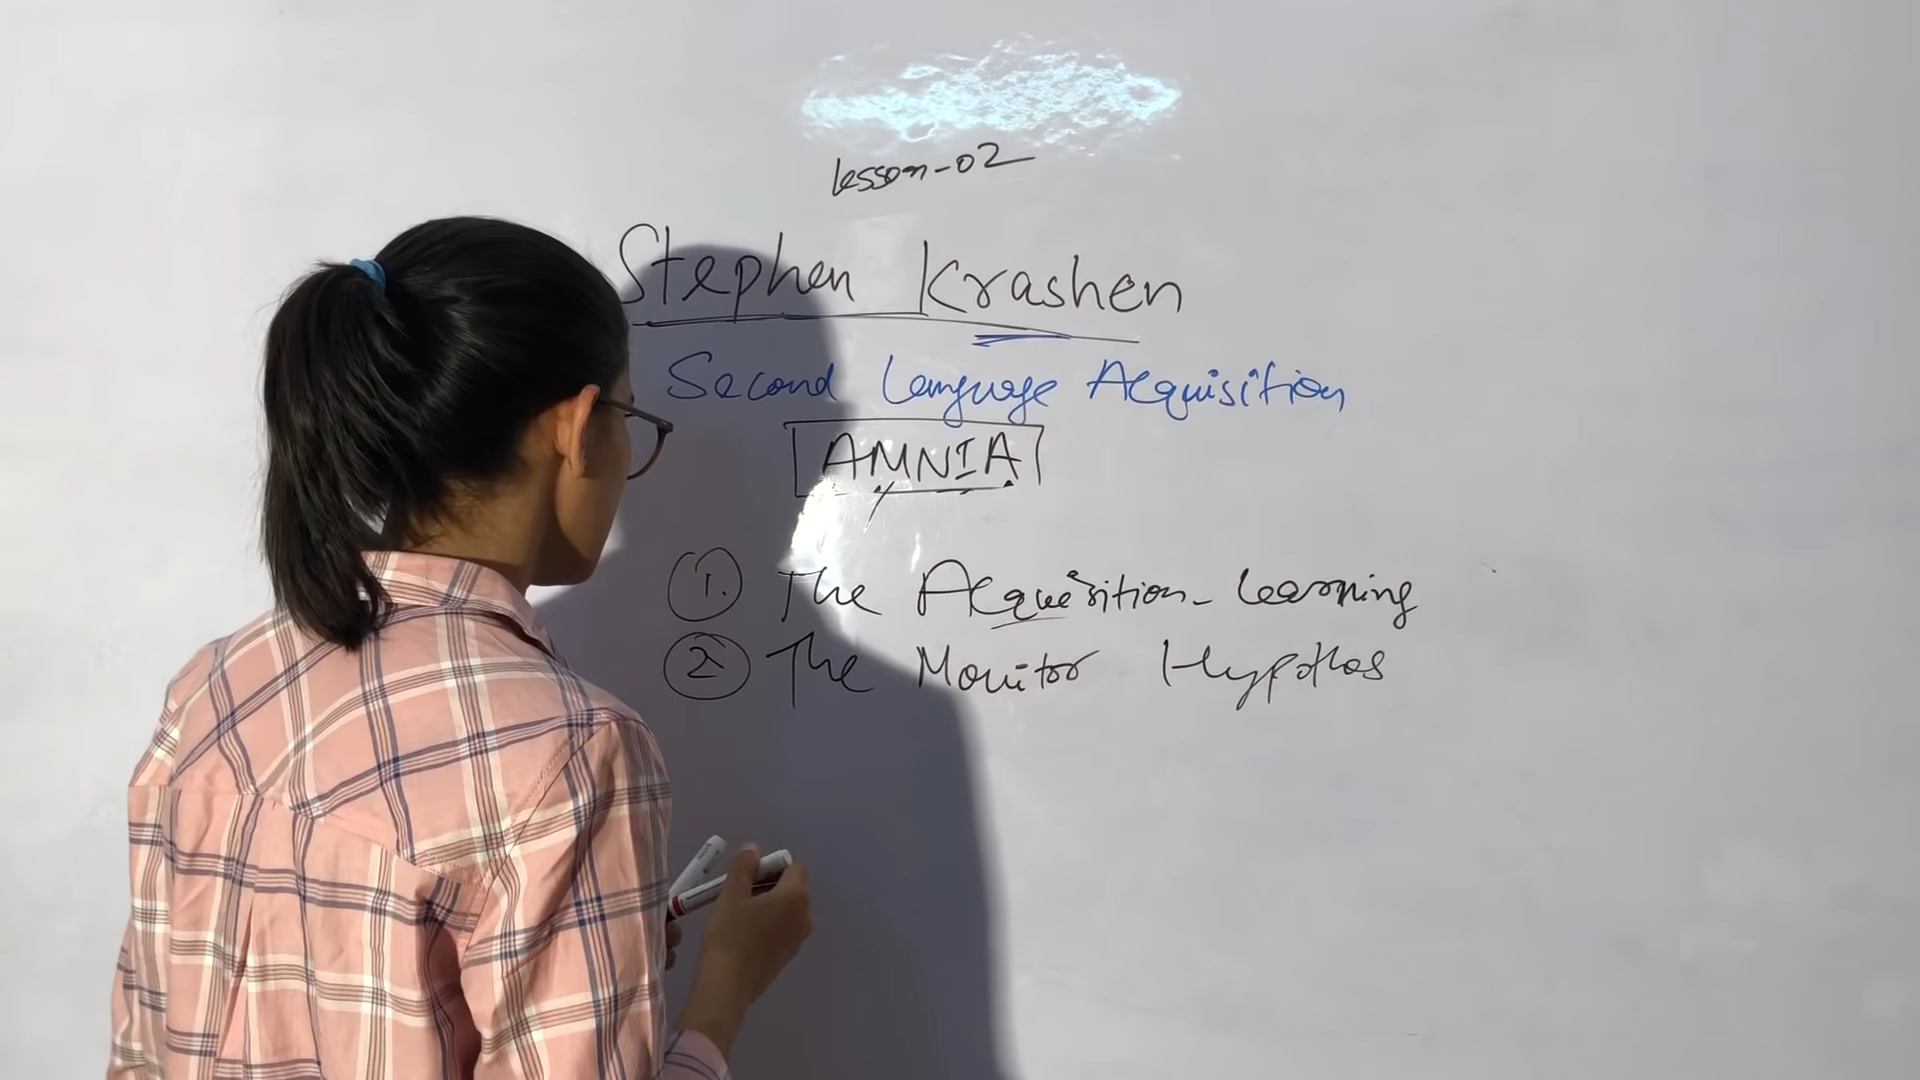 Lesson-02
Stephen Krashen
Second Language Acquisition
AMNIA
1. The Acquisition-Learning
2 The Monitor Hypothes